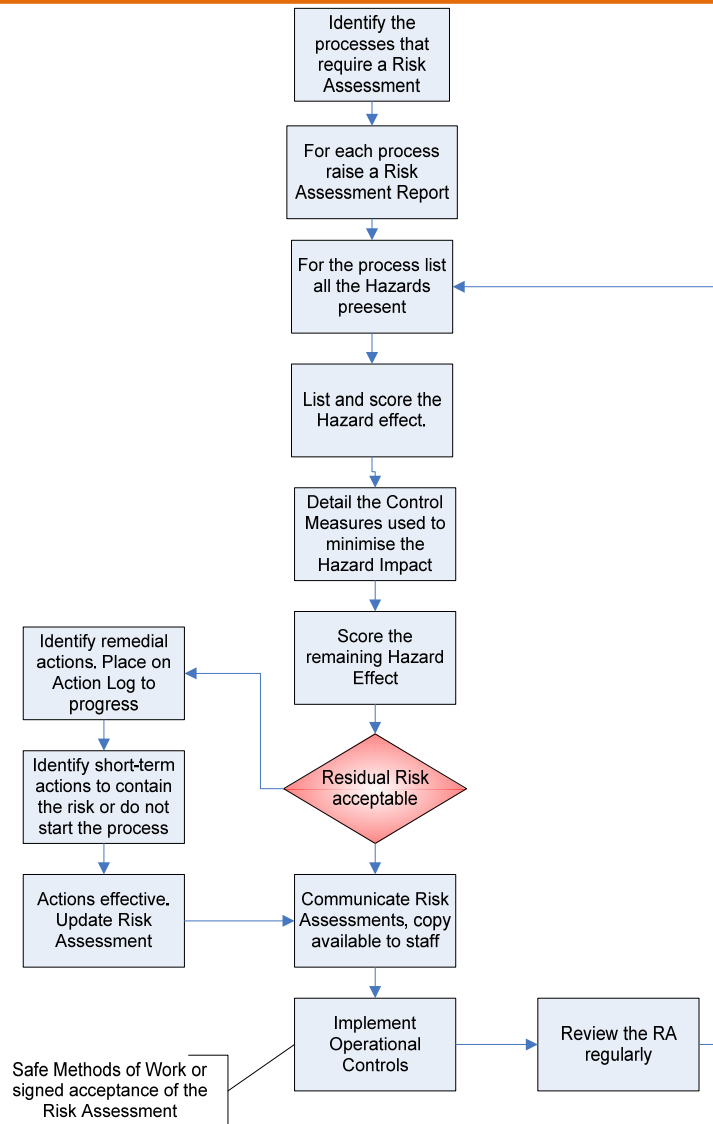 Identify the
processes that
require a Risk
Assessment
For each process
raise a Risk
Assessment Report
For the process list
all the Hazards
preesent
List and score the
Hazard effect.
Detail the Control
Measures used to
minimise the
Hazard Impact
Score the
remaining Hazard
Effect
Residual Risk
acceptable
Identify remedial
actions. Place on
Action Log to
progress
Identify short-term
actions to contain
the risk or do not
start the process
Actions effective.
Update Risk
Assessment
Communicate Risk
Assessments, copy
available to staff
Implement
Operational
Controls
Review the RA
regularly
Safe Methods of Work or
signed acceptance of the
Risk Assessment